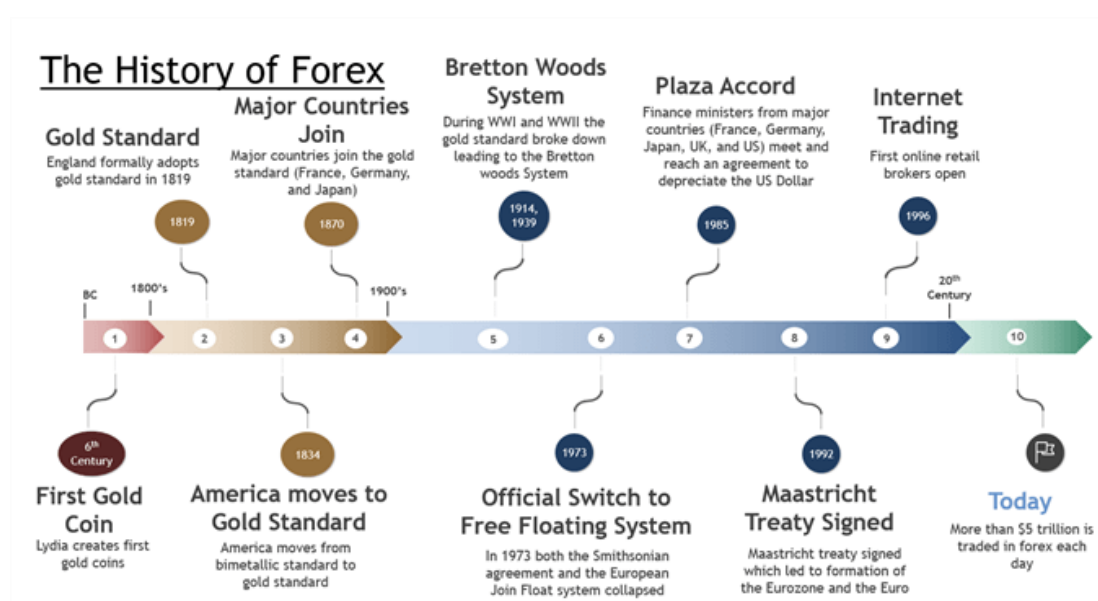 The History of Forex
Gold Standard
England formally adopts
gold standard in 1819
1819
Major Countries
Join
Major countries join the gold
standard (France, Germany,
and Japan)
1870
Bretton Woods
System
During WWI and WWII the
gold standard broke down
leading to the Bretton
woods System
1914,
1939
Plaza Accord
Finance ministers from major
countries (France, Germany,
Japan, UK, and US) meet and
reach an agreement to
depreciate the US Dollar
1985
Internet
Trading
First online retail
brokers open
1996
BC
1800's
1900's
20th
Century
1
2
3
4
5
6
7
8
9
10
6th
Century
First Gold
Coin
Lydia creates first
gold coins
1834
America moves to
Gold Standard
America moves from
bimetallic standard to
gold standard
1973
Official Switch to
Free Floating System
In 1973 both the Smithsonian
agreement and the European
Join Float system collapsed
1992
Maastricht
Treaty Signed
Maastricht treaty signed
which led to formation of
the Eurozone and the Euro
Today
More than $5 trillion is
traded in forex each
day